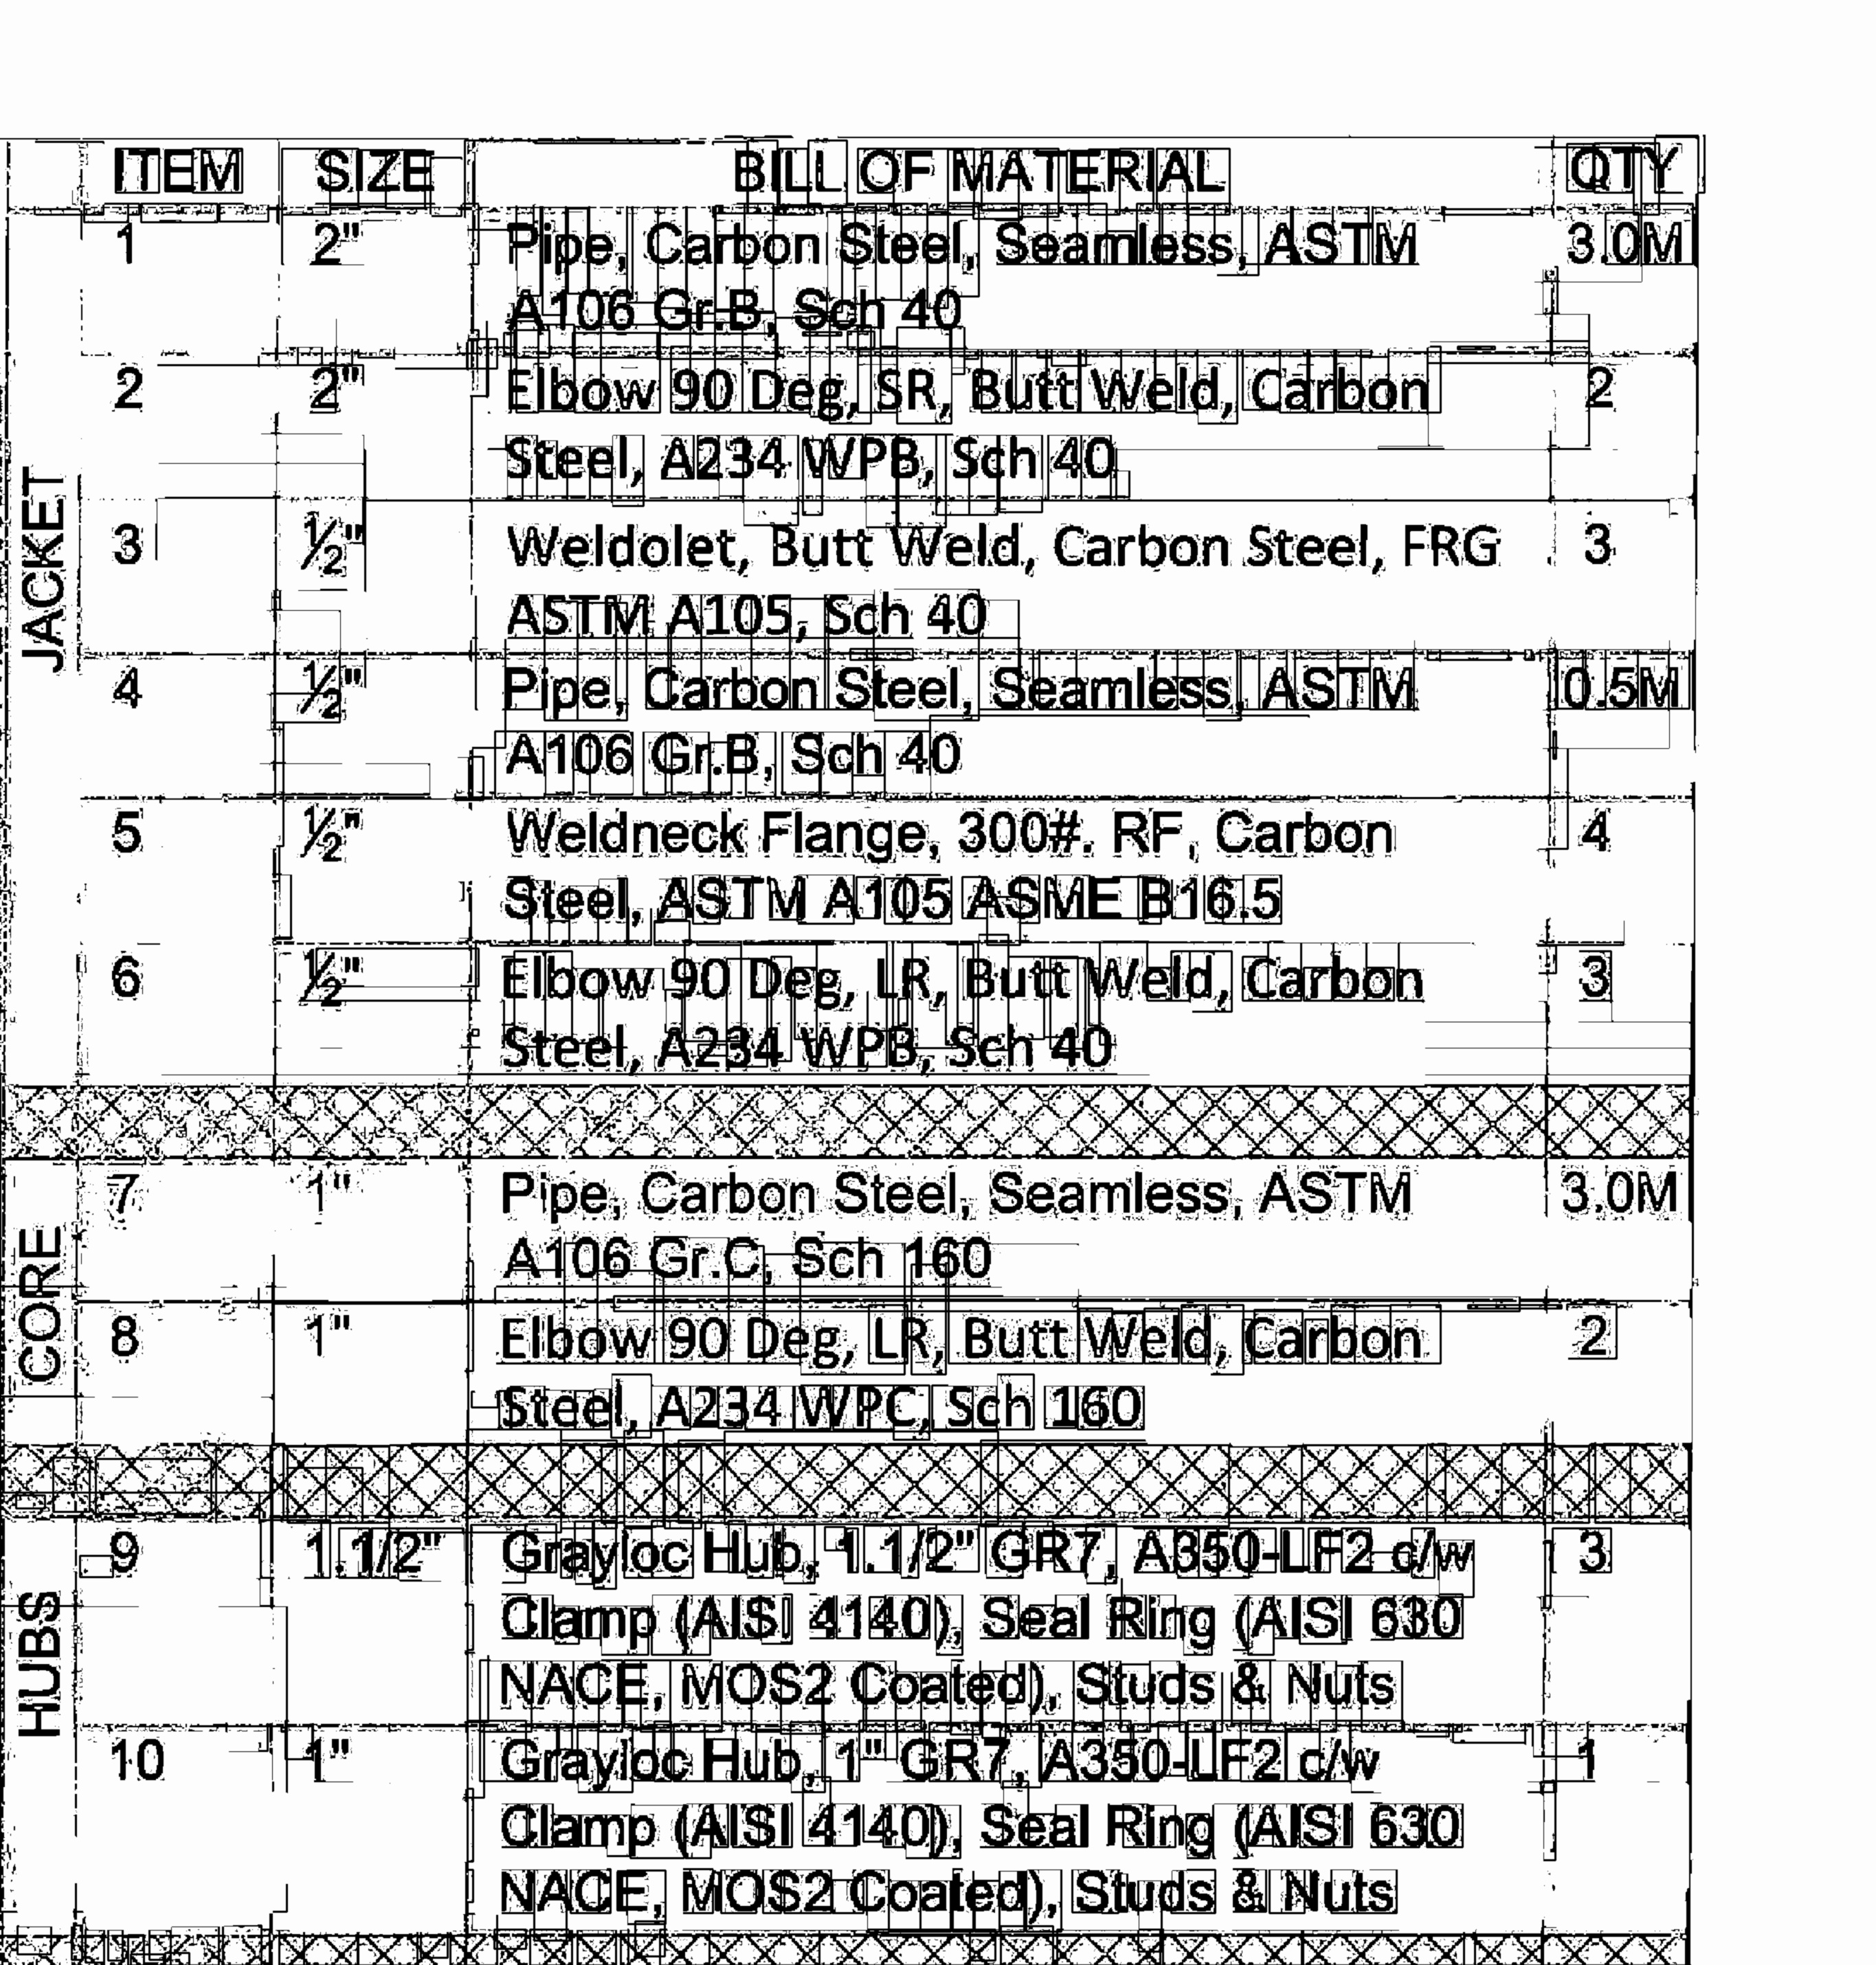 ITEM SIZE BILL OF MATERIAL QTY
JACKET
1 2" Pipe, Carbon Steel, Seamless, ASTM 3.0M
A106 Gr.B, Sch 40
2 2" Elbow 90 Deg, SR, Butt Weld, Carbon 2
Steel, A234 WPB, Sch 40
3 ½" Weldolet, Butt Weld, Carbon Steel, FRG 3
ASTM A105, Sch 40
4 ½" Pipe, Carbon Steel, Seamless, ASTM 0.5M
A106 Gr.B, Sch 40
5 ½" Weldneck Flange, 300#. RF, Carbon 4
Steel, ASTM A105 ASME B16.5
6 ½" Elbow 90 Deg, LR, Butt Weld, Carbon 3
Steel, A234 WPB, Sch 40
CORE
7 1" Pipe, Carbon Steel, Seamless, ASTM 3.0M
A106 Gr.C, Sch 160
8 1" Elbow 90 Deg, LR, Butt Weld, Carbon 2
Steel, A234 WPC, Sch 160
HUBS
9 1.1/2" Grayloc Hub, 1.1/2" GR7, A350-LF2 c/w 3
Clamp (AISI 4140), Seal Ring (AISI 630
NACE, MOS2 Coated), Studs & Nuts
10 1" Grayloc Hub, 1" GR7, A350-LF2 c/w 1
Clamp (AISI 4140), Seal Ring (AISI 630
NACE, MOS2 Coated), Studs & Nuts